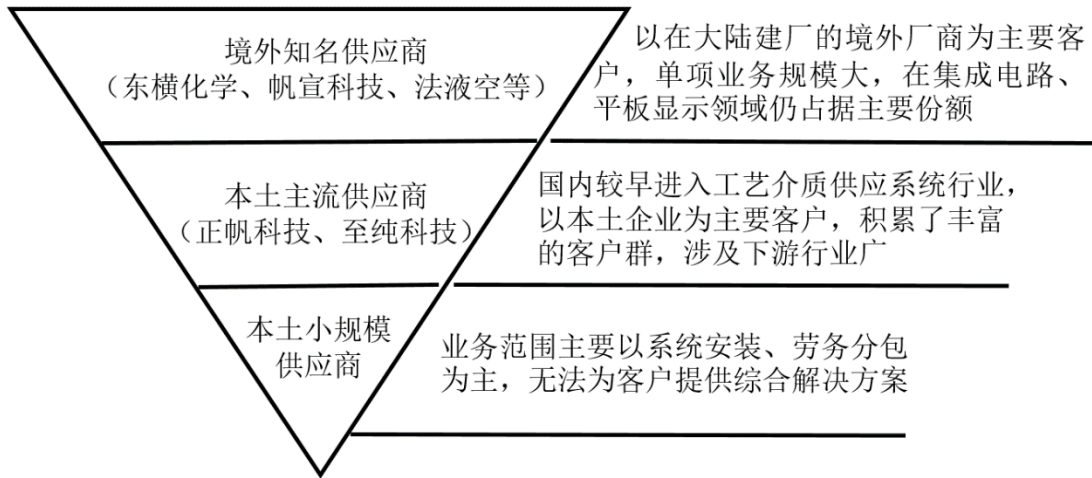 境外知名供应商
（东横化学、帆宣科技、法液空等）
以在大陆建厂的境外厂商为主要客
户，单项业务规模大，在集成电路、
平板显示领域仍占据主要份额
本土主流供应商
（正帆科技、至纯科技）
国内较早进入工艺介质供应系统行业，
以本土企业为主要客户，积累了丰富
的客户群，涉及下游行业广
本土小规模
供应商
业务范围主要以系统安装、劳务分包
为主，无法为客户提供综合解决方案